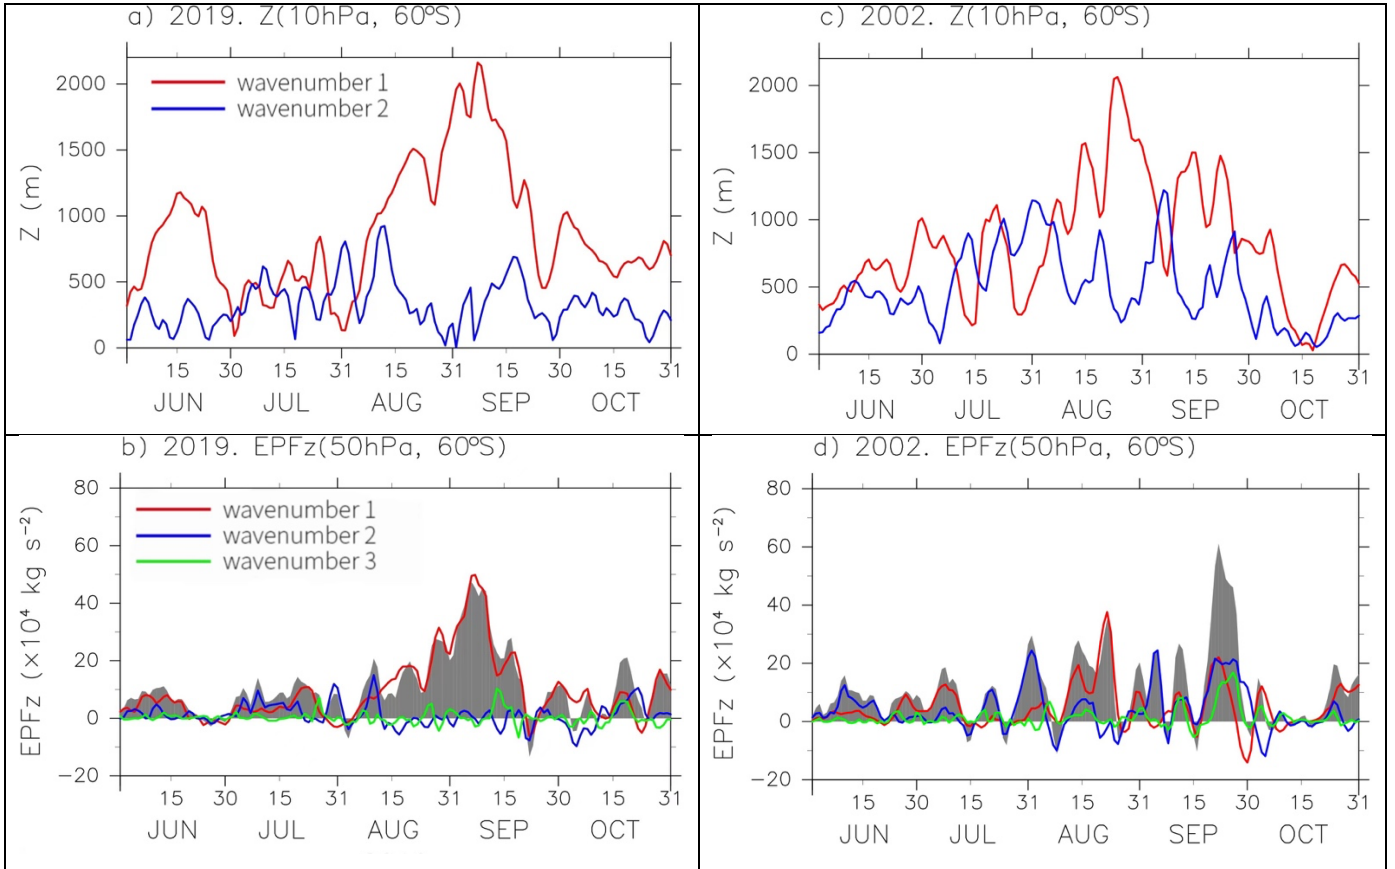 a) 2019. Z(10hPa, 60ºS)
2000
1500
1000
500
0
Z (m)
wavenumber 1
wavenumber 2
15 30 15 31 15 31 15 30 15 31
JUN JUL AUG SEP OCT
c) 2002. Z(10hPa, 60ºS)
2000
1500
1000
500
0
Z (m)
15 30 15 31 15 31 15 30 15 31
JUN JUL AUG SEP OCT
b) 2019. EPFz(50hPa, 60ºS)
80
60
40
20
0
−20
EPFz (×10⁴ kg s⁻²)
wavenumber 1
wavenumber 2
wavenumber 3
15 30 15 31 15 31 15 30 15 31
JUN JUL AUG SEP OCT
d) 2002. EPFz(50hPa, 60ºS)
80
60
40
20
0
−20
EPFz (×10⁴ kg s⁻²)
15 30 15 31 15 31 15 30 15 31
JUN JUL AUG SEP OCT